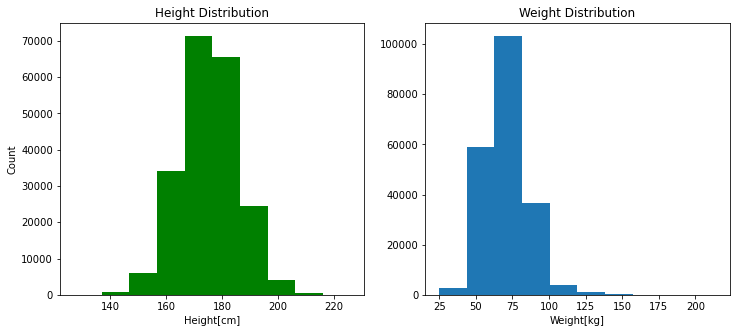 Height Distribution
70000
60000
50000
40000
30000
20000
10000
0
Count
140 160 180 200 220
Height[cm]
Weight Distribution
100000
80000
60000
40000
20000
0
25 50 75 100 125 150 175 200
Weight[kg]